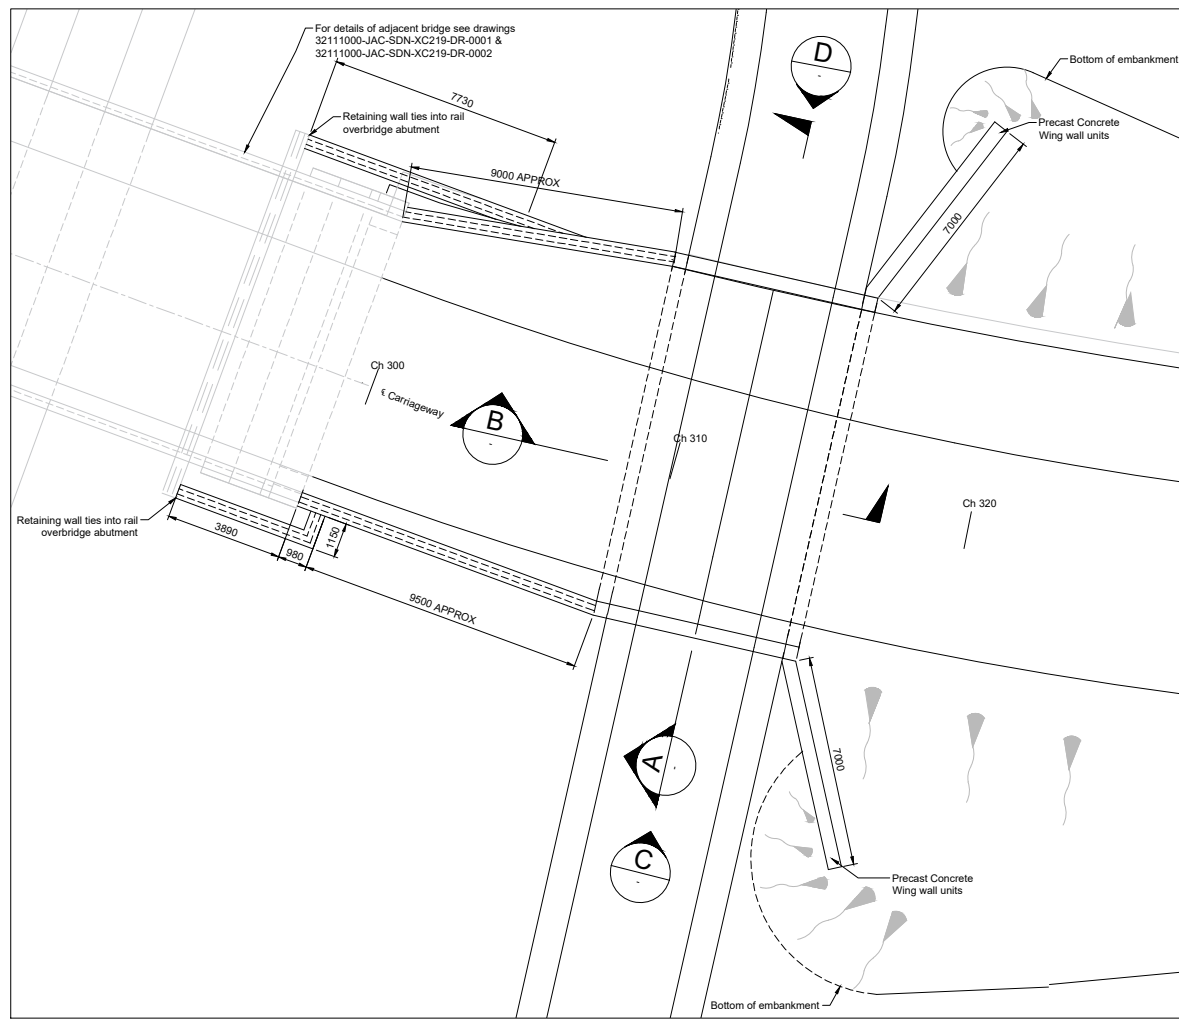 For details of adjacent bridge see drawings
32111000-JAC-SDN-XC219-DR-0001 &
32111000-JAC-SDN-XC219-DR-0002
D
-
Bottom of embankment
7730
Retaining wall ties into rail
overbridge abutment
Precast Concrete
Wing wall units
9000 APPROX
7000
Ch 300
℄ Carriageway
B
-
Ch 310
Ch 320
Retaining wall ties into rail
overbridge abutment
3890
980
1150
9500 APPROX
A
-
7000
C
-
Precast Concrete
Wing wall units
Bottom of embankment